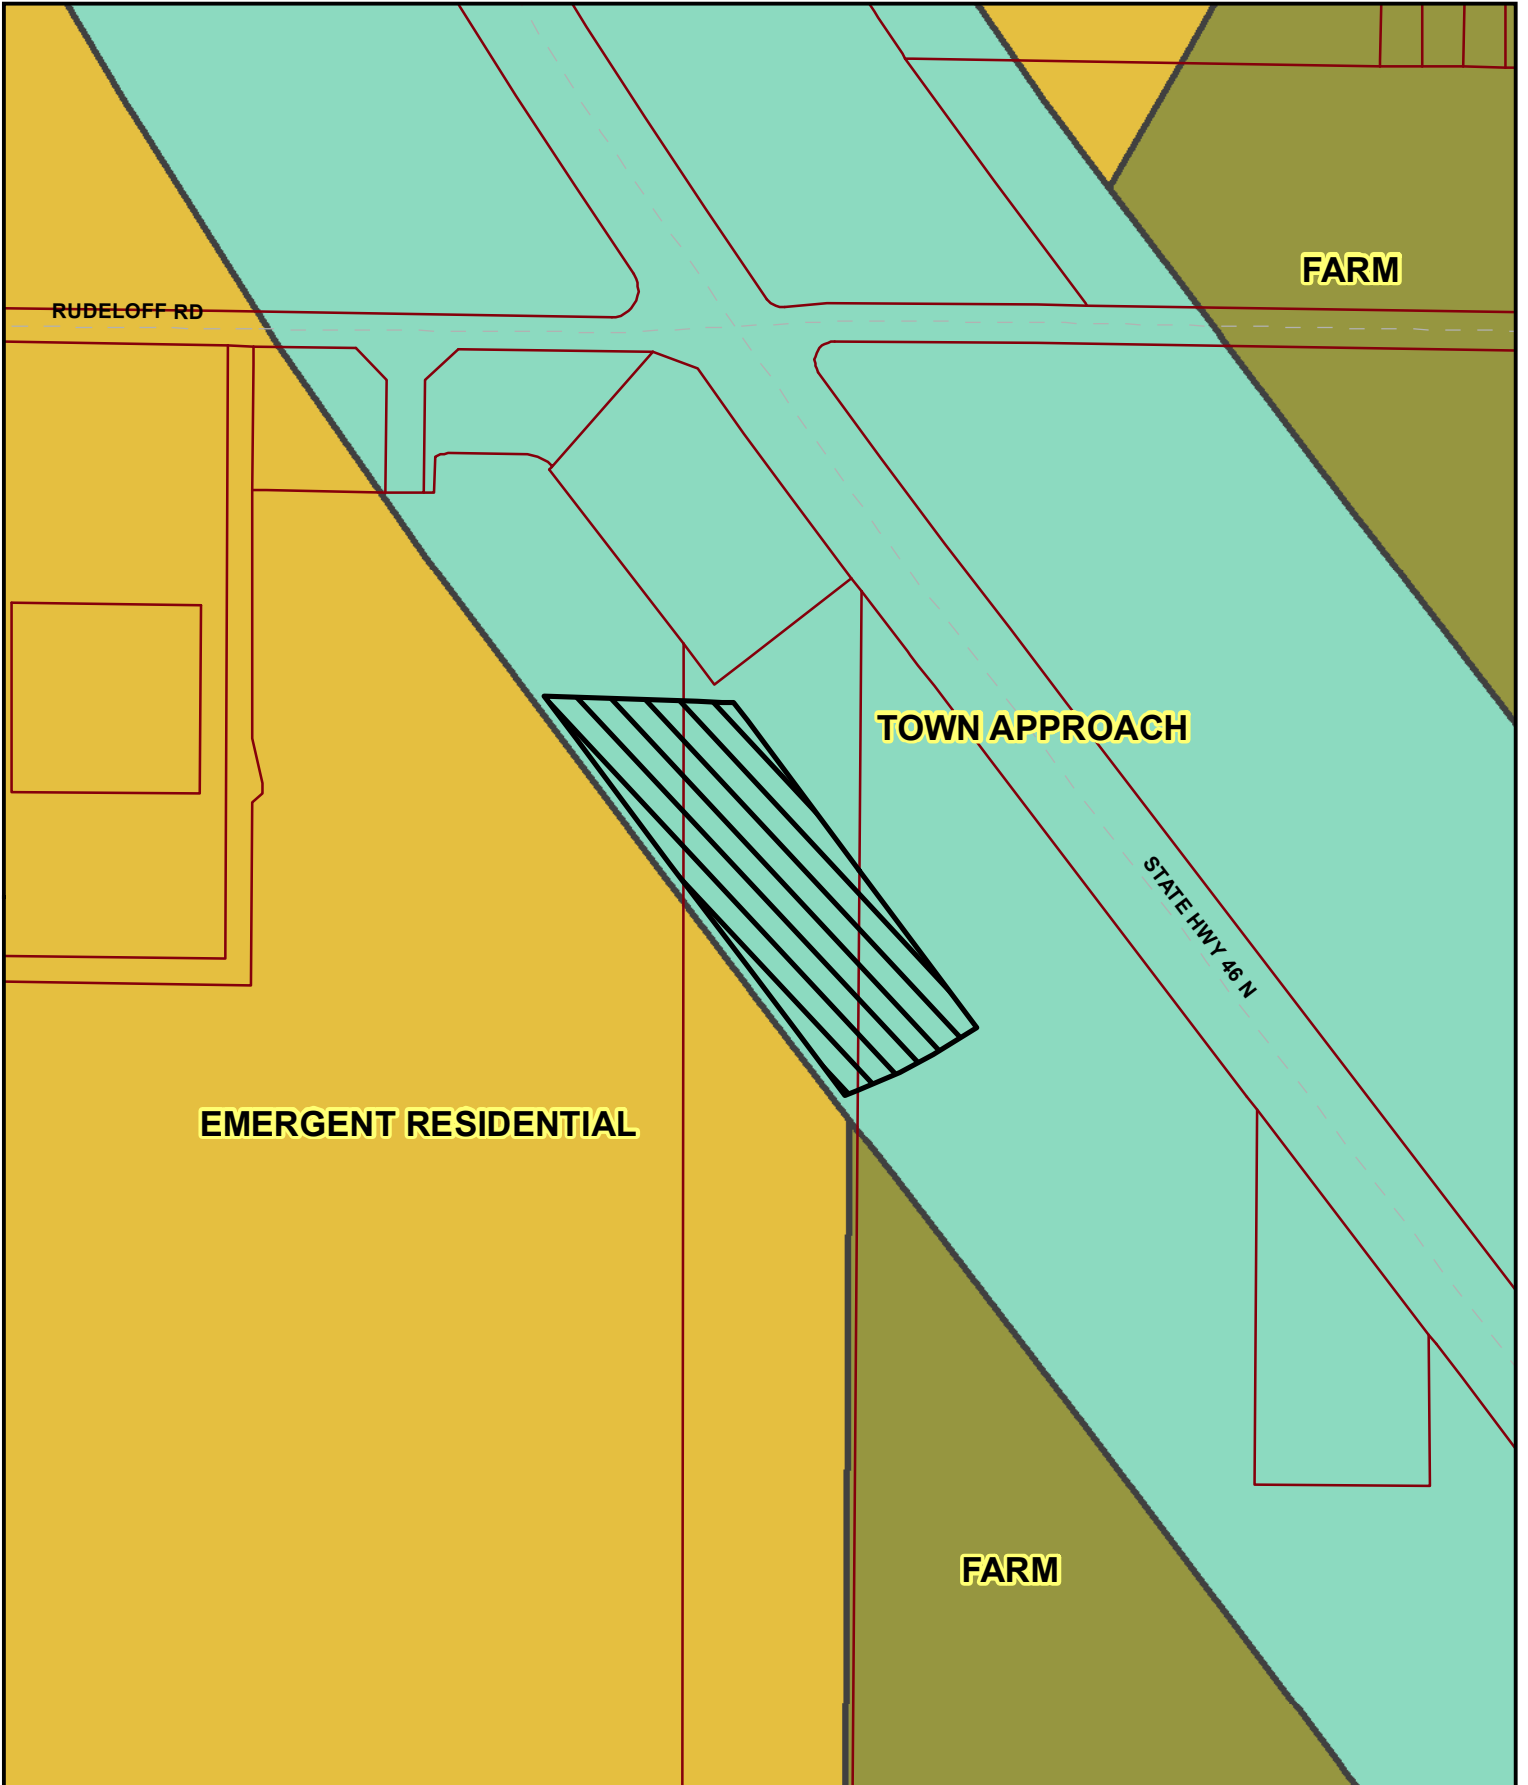 FARM
RUDELOFF RD
TOWN APPROACH
STATE HWY 46 N
EMERGENT RESIDENTIAL
FARM